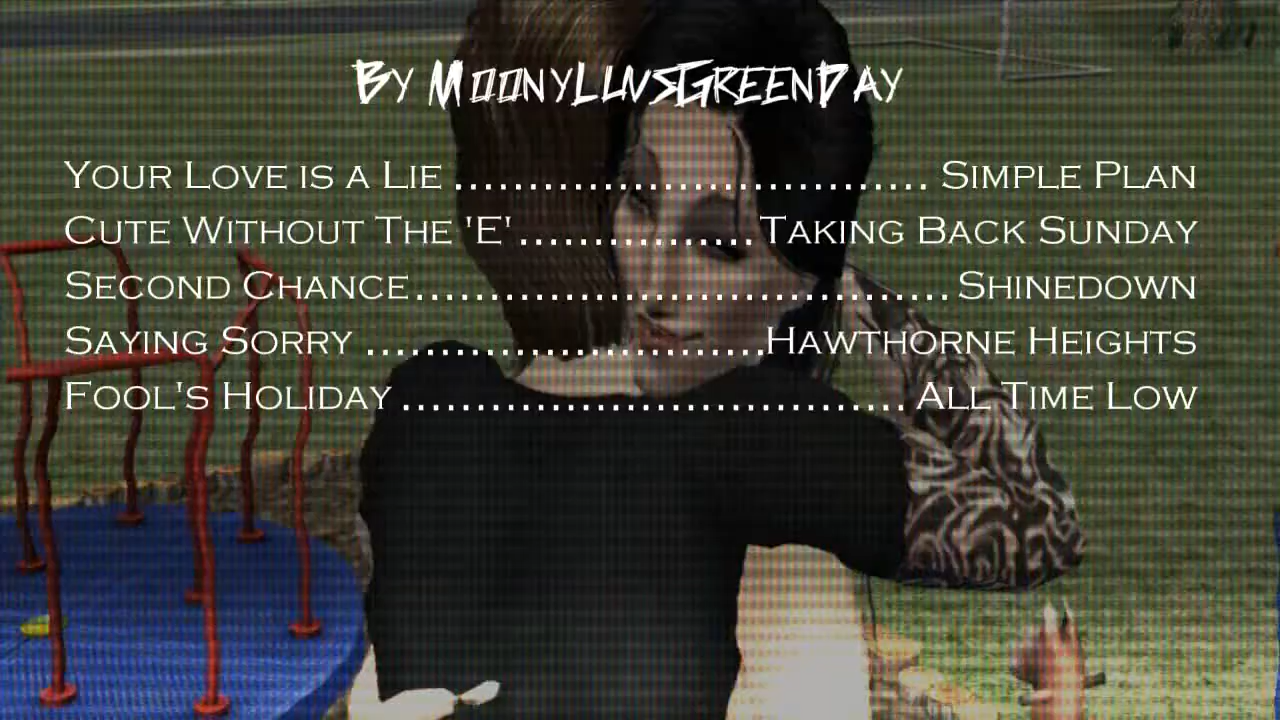 By MoonyLuvsGreenDay
Your Love is a Lie ................................ Simple Plan
Cute Without The 'E'................Taking Back Sunday
Second Chance.................................... Shinedown
Saying Sorry ...........................Hawthorne Heights
Fool's Holiday .................................. All Time Low